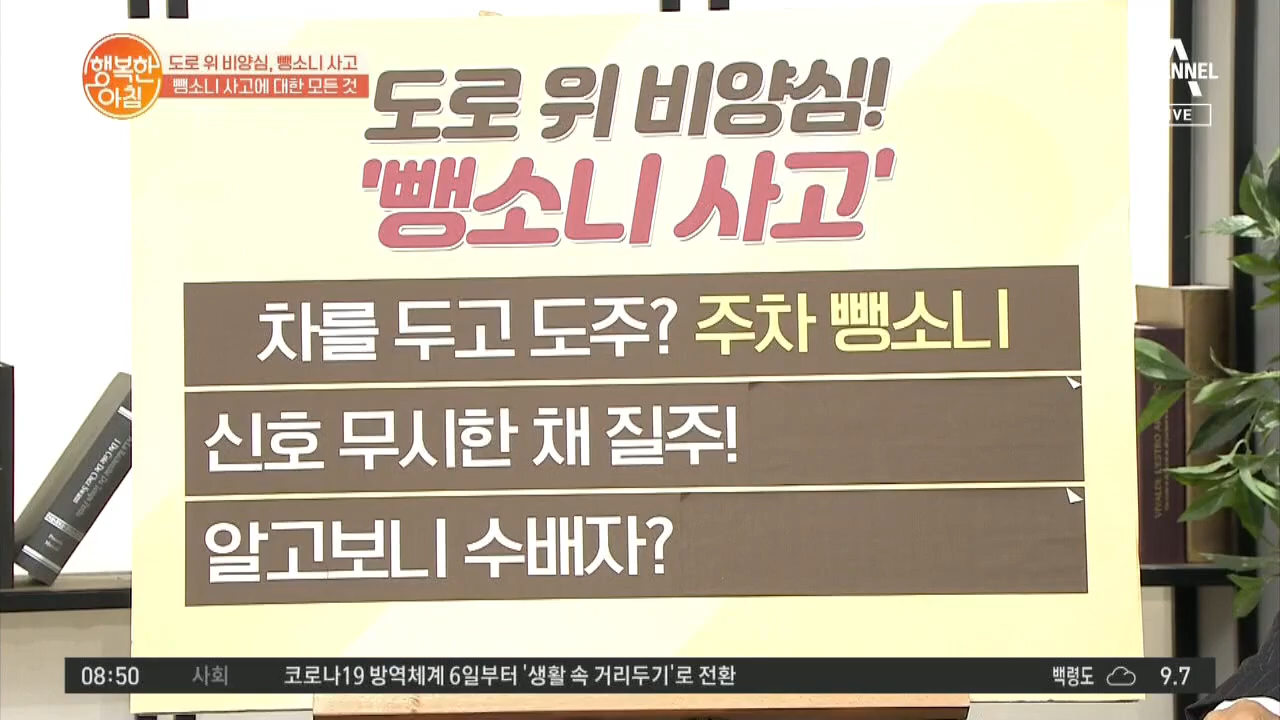 행복한
아침
도로 위 비양심, 뺑소니 사고
뺑소니 사고에 대한 모든 것
CHANNEL
LIVE
도로 위 비양심!
'뺑소니 사고'
차를 두고 도주? 주차 뺑소니
신호 무시한 채 질주!
알고보니 수배자?
08:50 사회 코로나19 방역체계 6일부터 '생활 속 거리두기'로 전환 백령도 9.7